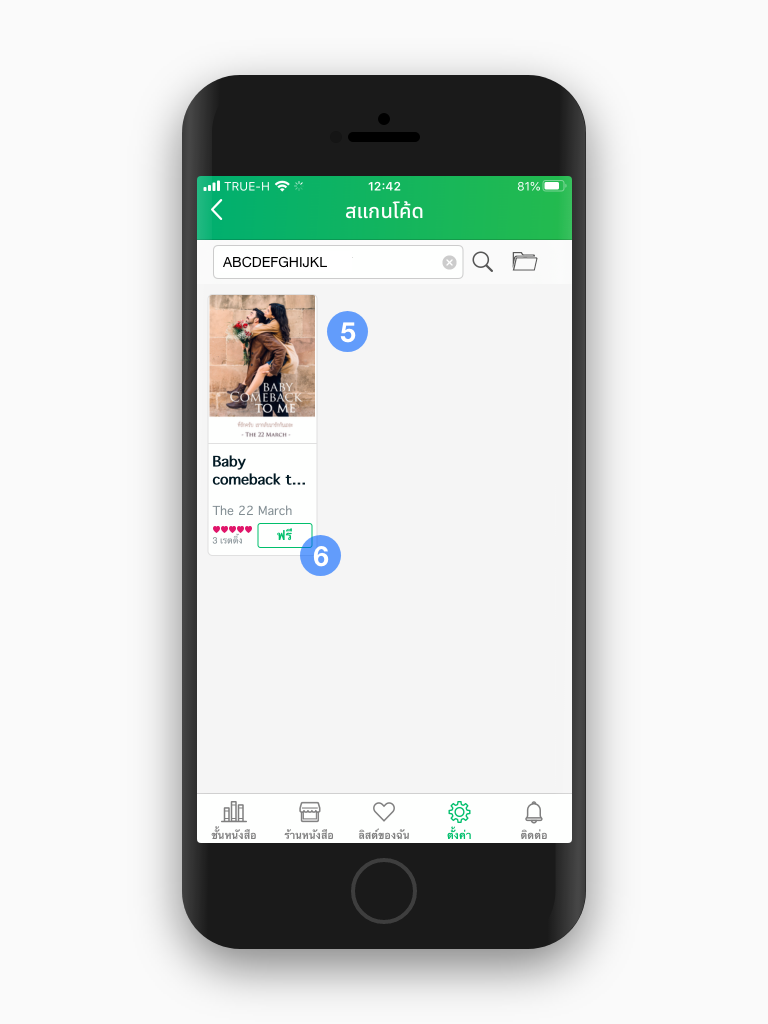 TRUE-H 12:42 81%
สแกนโค้ด
ABCDEFGHIJKL
5
BABY
COMEBACK
TO ME
- THE 22 MARCH -
Baby
comeback t...
The 22 March
3 เรตติ้ง
ฟรี
6
ชั้นหนังสือ ร้านหนังสือ ลิสต์ของฉัน ตั้งค่า ติดต่อ